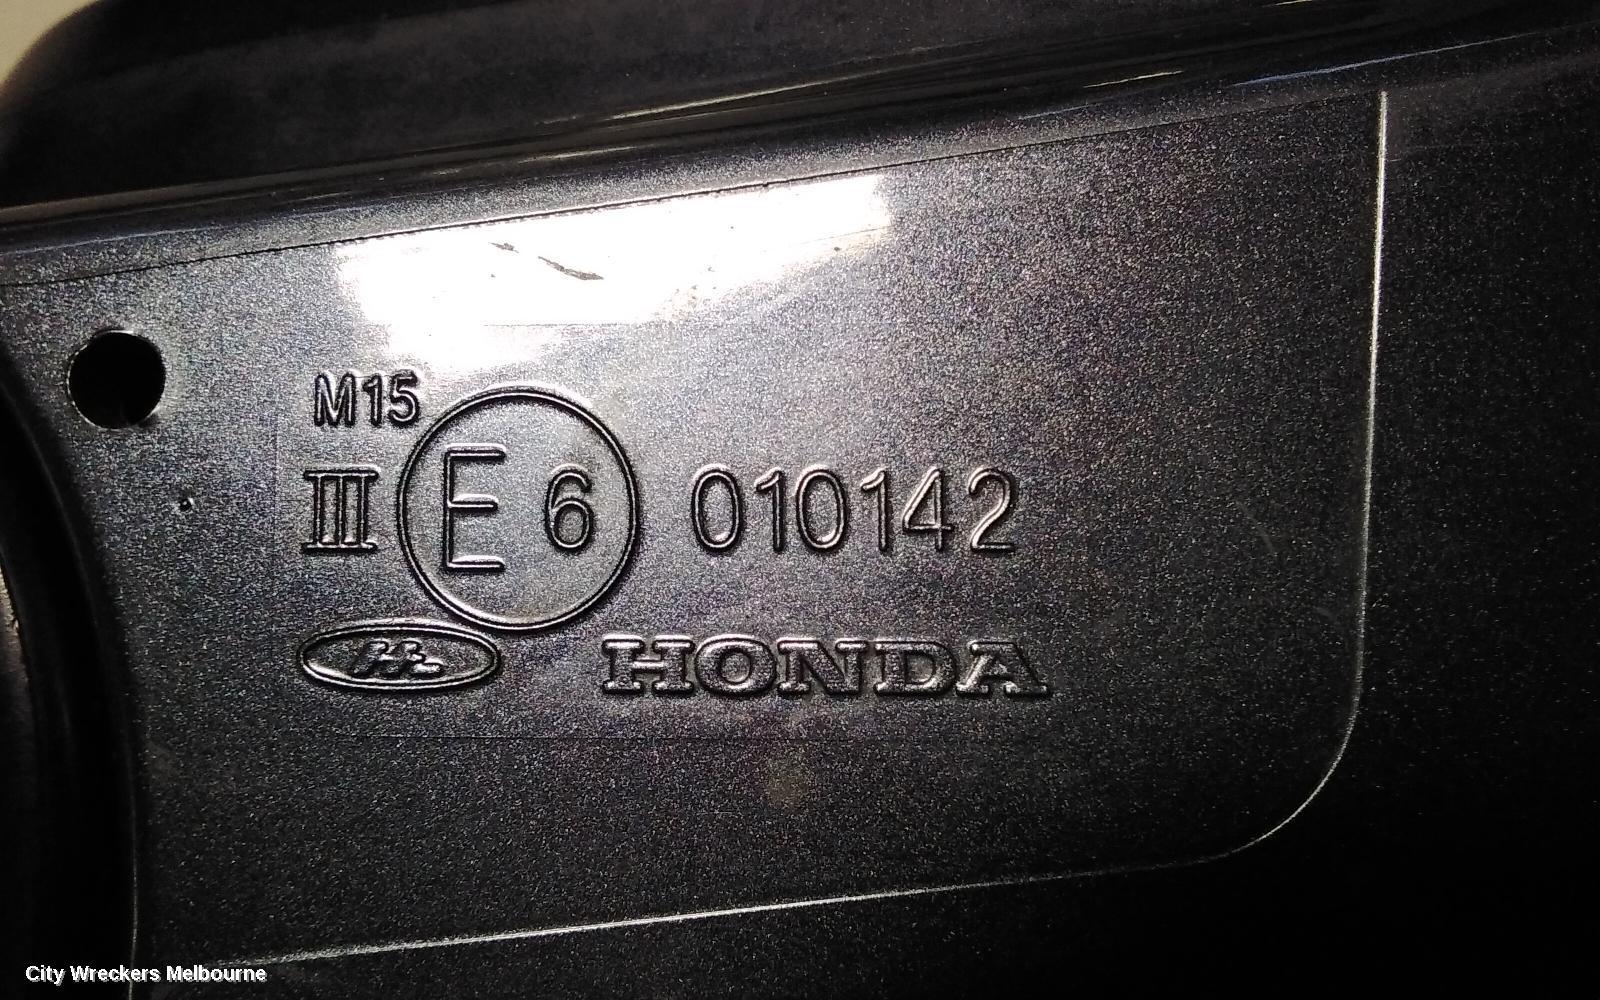 M15
III E 6 010142
HONDA
City Wreckers Melbourne